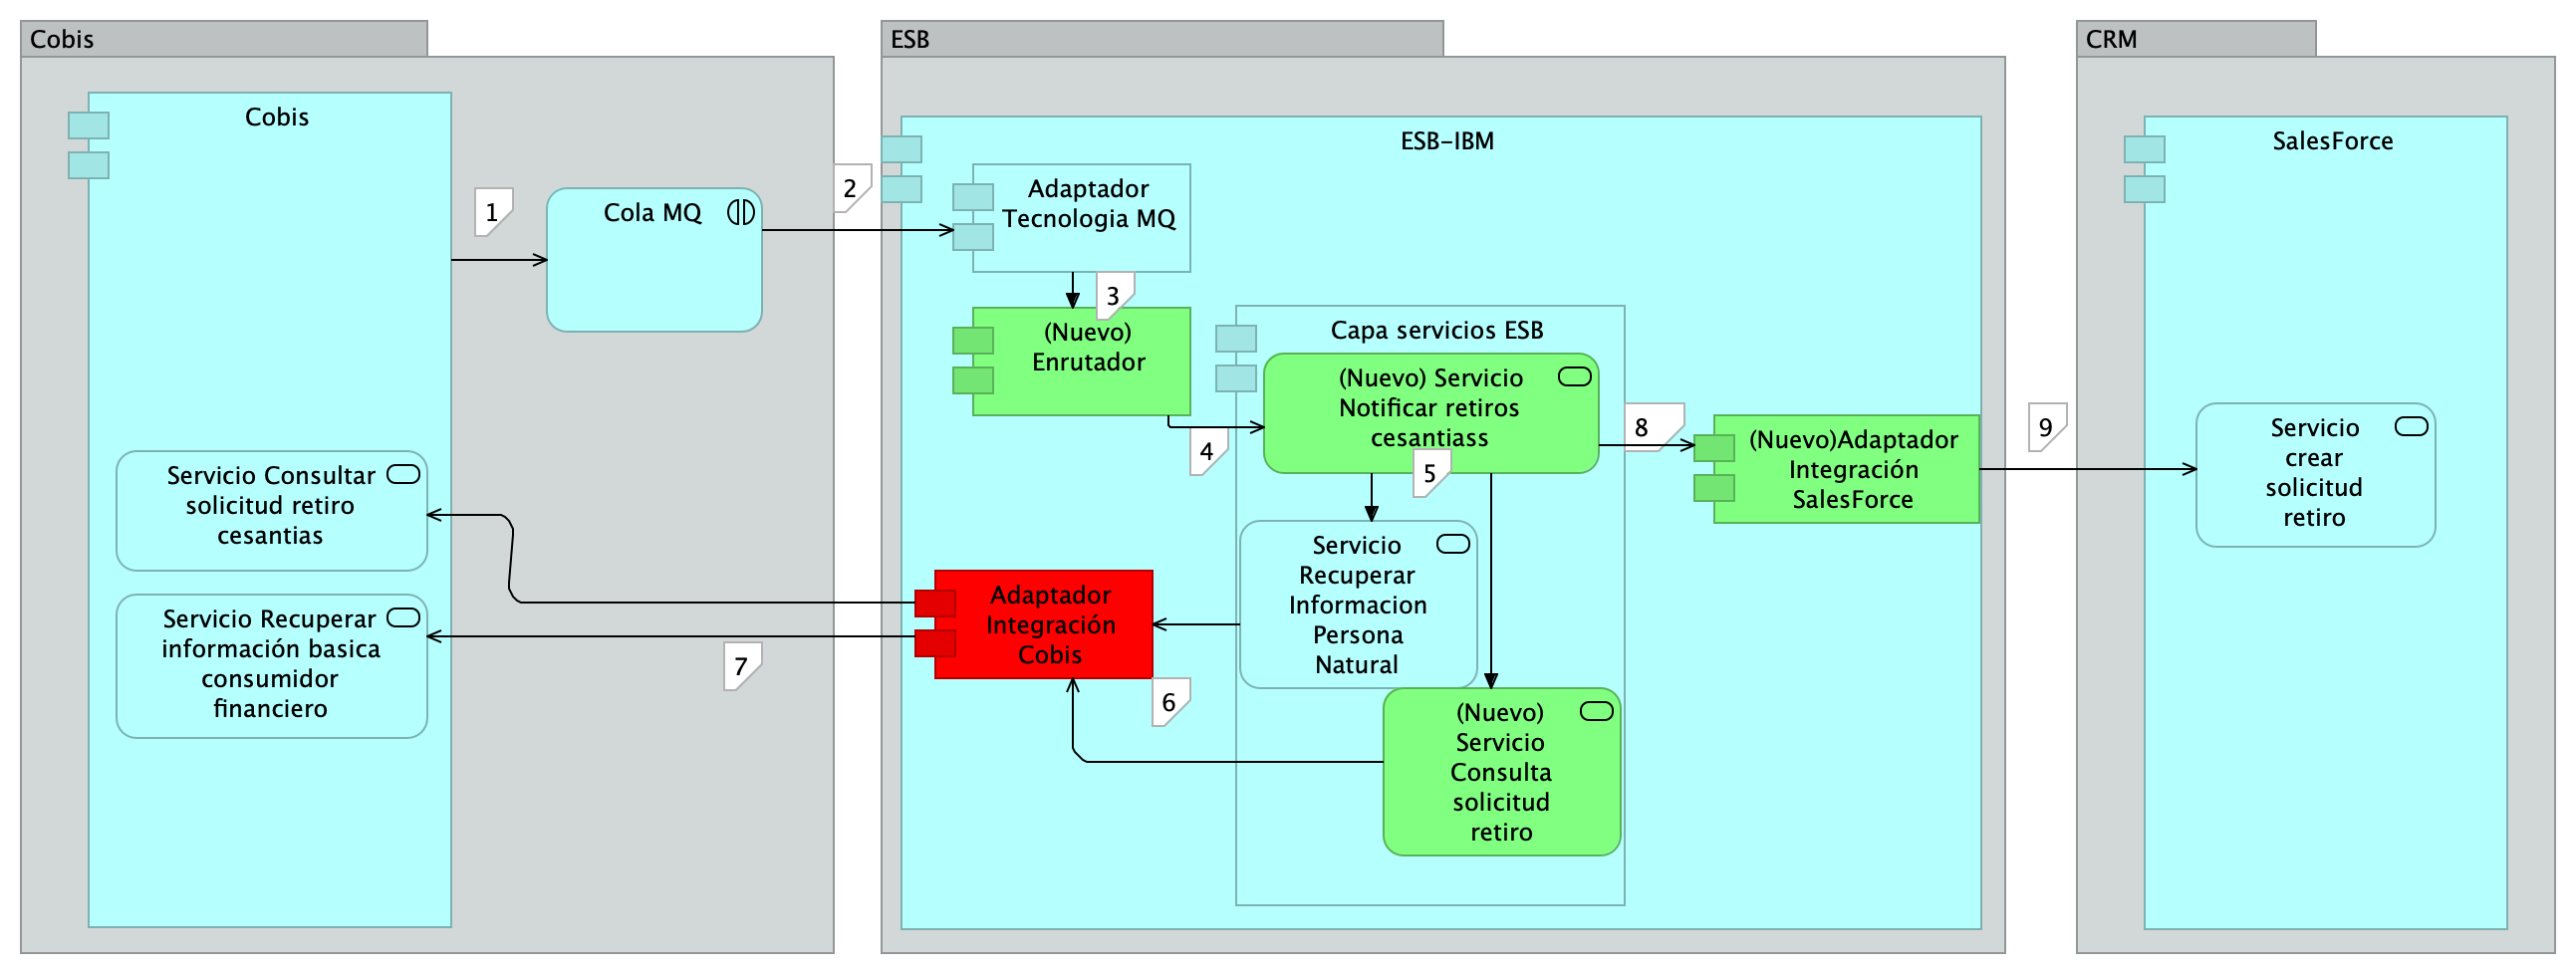 Cobis
ESB
CRM
Cobis
1
Cola MQ
2
ESB-IBM
Adaptador
Tecnologia MQ
3
(Nuevo)
Enrutador
4
Capa servicios ESB
(Nuevo) Servicio
Notificar retiros
cesantiass
5
8
(Nuevo)Adaptador
Integración
SalesForce
9
SalesForce
Servicio
crear
solicitud
retiro
Servicio Consultar
solicitud retiro
cesantias
Servicio Recuperar
información basica
consumidor
financiero
7
Adaptador
Integración
Cobis
6
Servicio
Recuperar
Informacion
Persona
Natural
(Nuevo)
Servicio
Consulta
solicitud
retiro